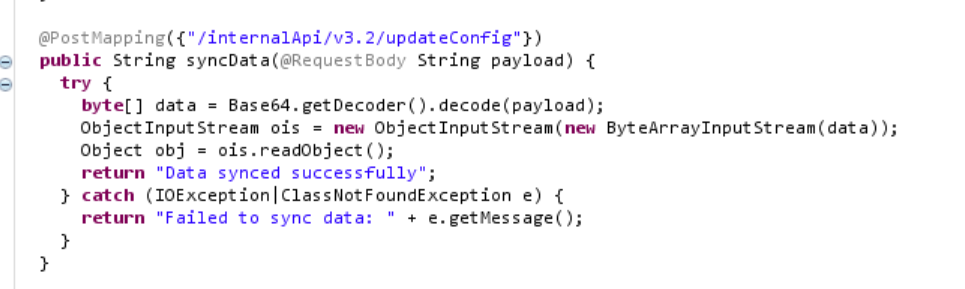 @PostMapping({"/internalApi/v3.2/updateConfig"})
public String syncData(@RequestBody String payload) {
  try {
    byte[] data = Base64.getDecoder().decode(payload);
    ObjectInputStream ois = new ObjectInputStream(new ByteArrayInputStream(data));
    Object obj = ois.readObject();
    return "Data synced successfully";
  } catch (IOException|ClassNotFoundException e) {
    return "Failed to sync data: " + e.getMessage();
  }
}